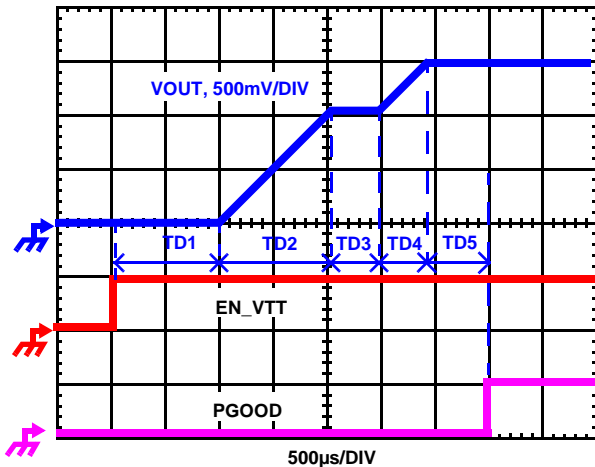 VOUT, 500mV/DIV
TD1 TD2 TD3 TD4 TD5
EN_VTT
PGOOD
500µs/DIV